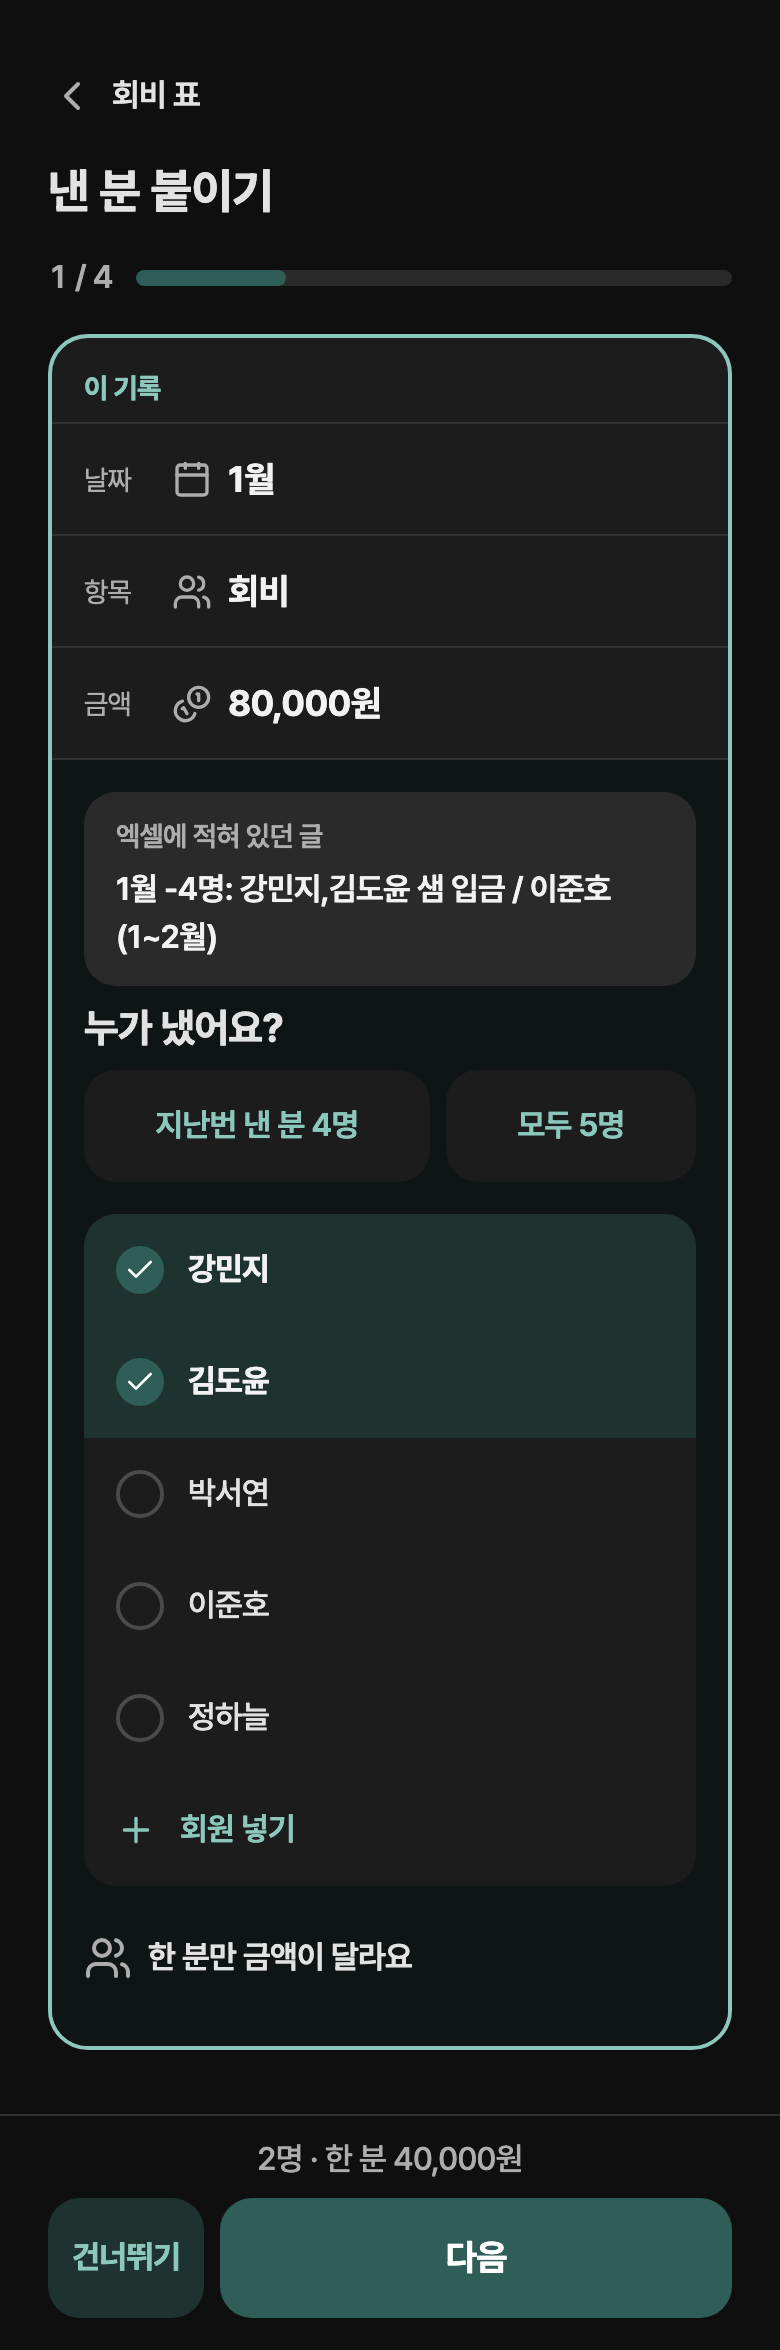 회비 표
낸 분 붙이기
1 / 4
이 기록
날짜 1월
항목 회비
금액 80,000원
엑셀에 적혀 있던 글
1월 -4명: 강민지,김도윤 샘 입금 / 이준호
(1~2월)
누가 냈어요?
지난번 낸 분 4명 모두 5명
강민지
김도윤
박서연
이준호
정하늘
회원 넣기
한 분만 금액이 달라요
2명 · 한 분 40,000원
건너뛰기 다음